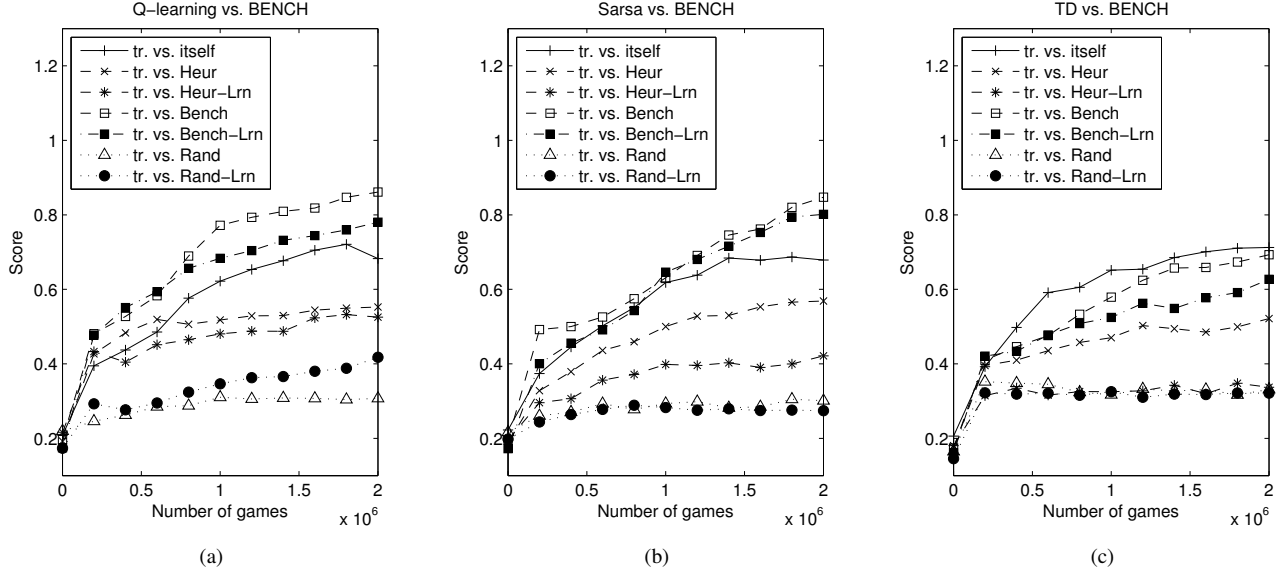 Q−learning vs. BENCH
1.2
1
0.8
0.6
0.4
0.2
Score
tr. vs. itself
tr. vs. Heur
tr. vs. Heur−Lrn
tr. vs. Bench
tr. vs. Bench−Lrn
tr. vs. Rand
tr. vs. Rand−Lrn
0 0.5 1 1.5 2
Number of games
x 10^6
(a)
Sarsa vs. BENCH
1.2
1
0.8
0.6
0.4
0.2
Score
tr. vs. itself
tr. vs. Heur
tr. vs. Heur−Lrn
tr. vs. Bench
tr. vs. Bench−Lrn
tr. vs. Rand
tr. vs. Rand−Lrn
0 0.5 1 1.5 2
Number of games
x 10^6
(b)
TD vs. BENCH
1.2
1
0.8
0.6
0.4
0.2
Score
tr. vs. itself
tr. vs. Heur
tr. vs. Heur−Lrn
tr. vs. Bench
tr. vs. Bench−Lrn
tr. vs. Rand
tr. vs. Rand−Lrn
0 0.5 1 1.5 2
Number of games
x 10^6
(c)